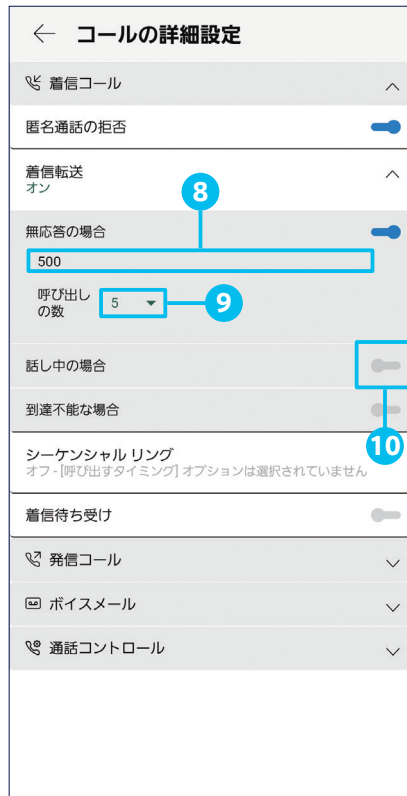 コールの詳細設定
着信コール
匿名通話の拒否
着信転送
オン
8
無応答の場合
500
呼び出し
の数
5
9
話し中の場合
到達不能な場合
10
シーケンシャル リング
オフ - [呼び出すタイミング] オプションは選択されていません
着信待ち受け
発信コール
ボイスメール
通話コントロール